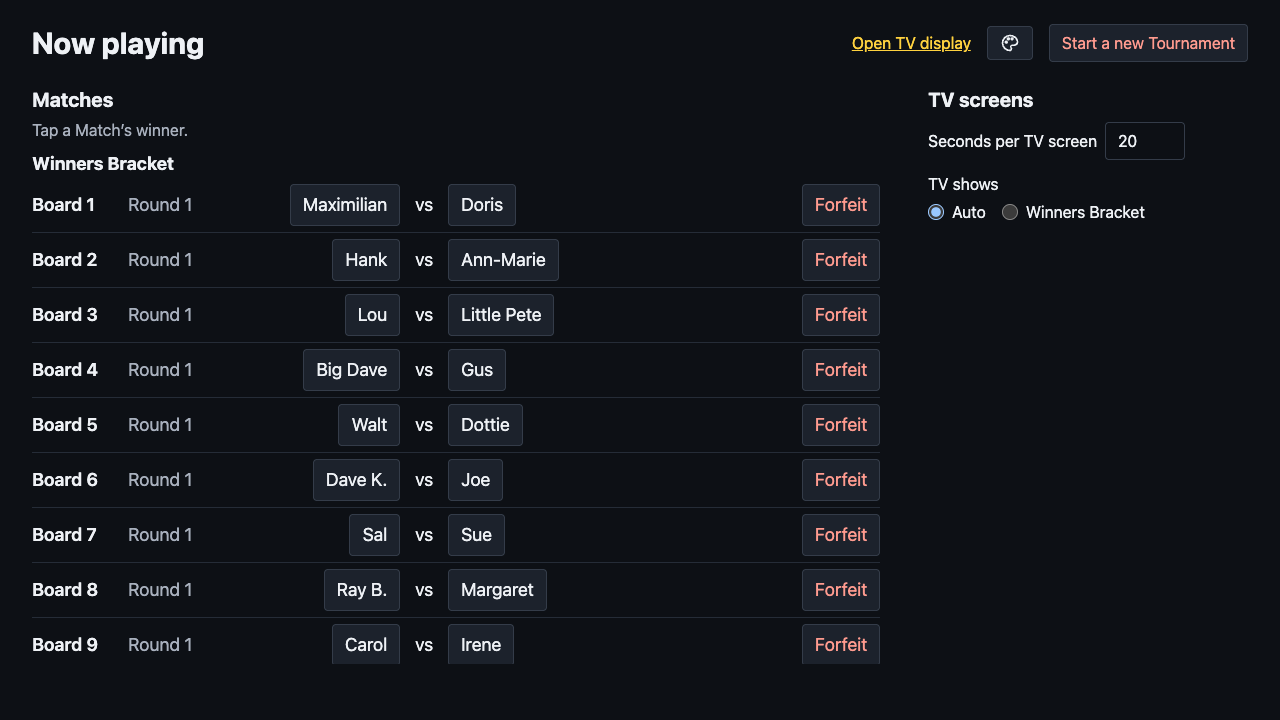 Now playing
Open TV display
Start a new Tournament
Matches
Tap a Match's winner.
Winners Bracket
Board 1 Round 1 Maximilian vs Doris Forfeit
Board 2 Round 1 Hank vs Ann-Marie Forfeit
Board 3 Round 1 Lou vs Little Pete Forfeit
Board 4 Round 1 Big Dave vs Gus Forfeit
Board 5 Round 1 Walt vs Dottie Forfeit
Board 6 Round 1 Dave K. vs Joe Forfeit
Board 7 Round 1 Sal vs Sue Forfeit
Board 8 Round 1 Ray B. vs Margaret Forfeit
Board 9 Round 1 Carol vs Irene Forfeit
TV screens
Seconds per TV screen 20
TV shows
Auto Winners Bracket